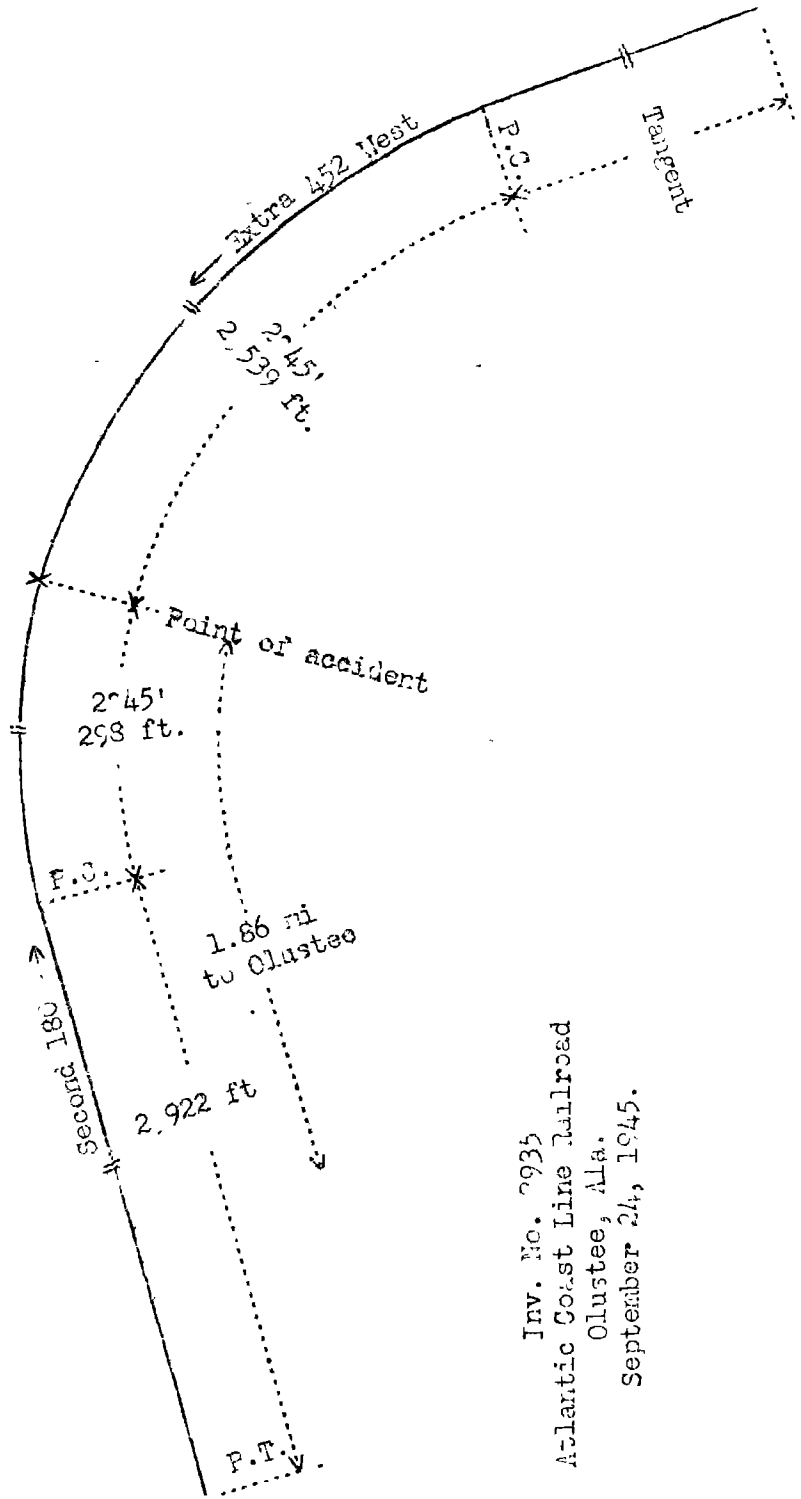 Extra 452 West
P.C.
Tangent
2°45'
2,539 ft.
Point of accident
2°45'
298 ft.
P.C.
1.86 mi
to Olustee
Second 180
2,922 ft
P.T.
Inv. No. 2935
Atlantic Coast Line Railroad
Olustee, Ala.
September 24, 1945.